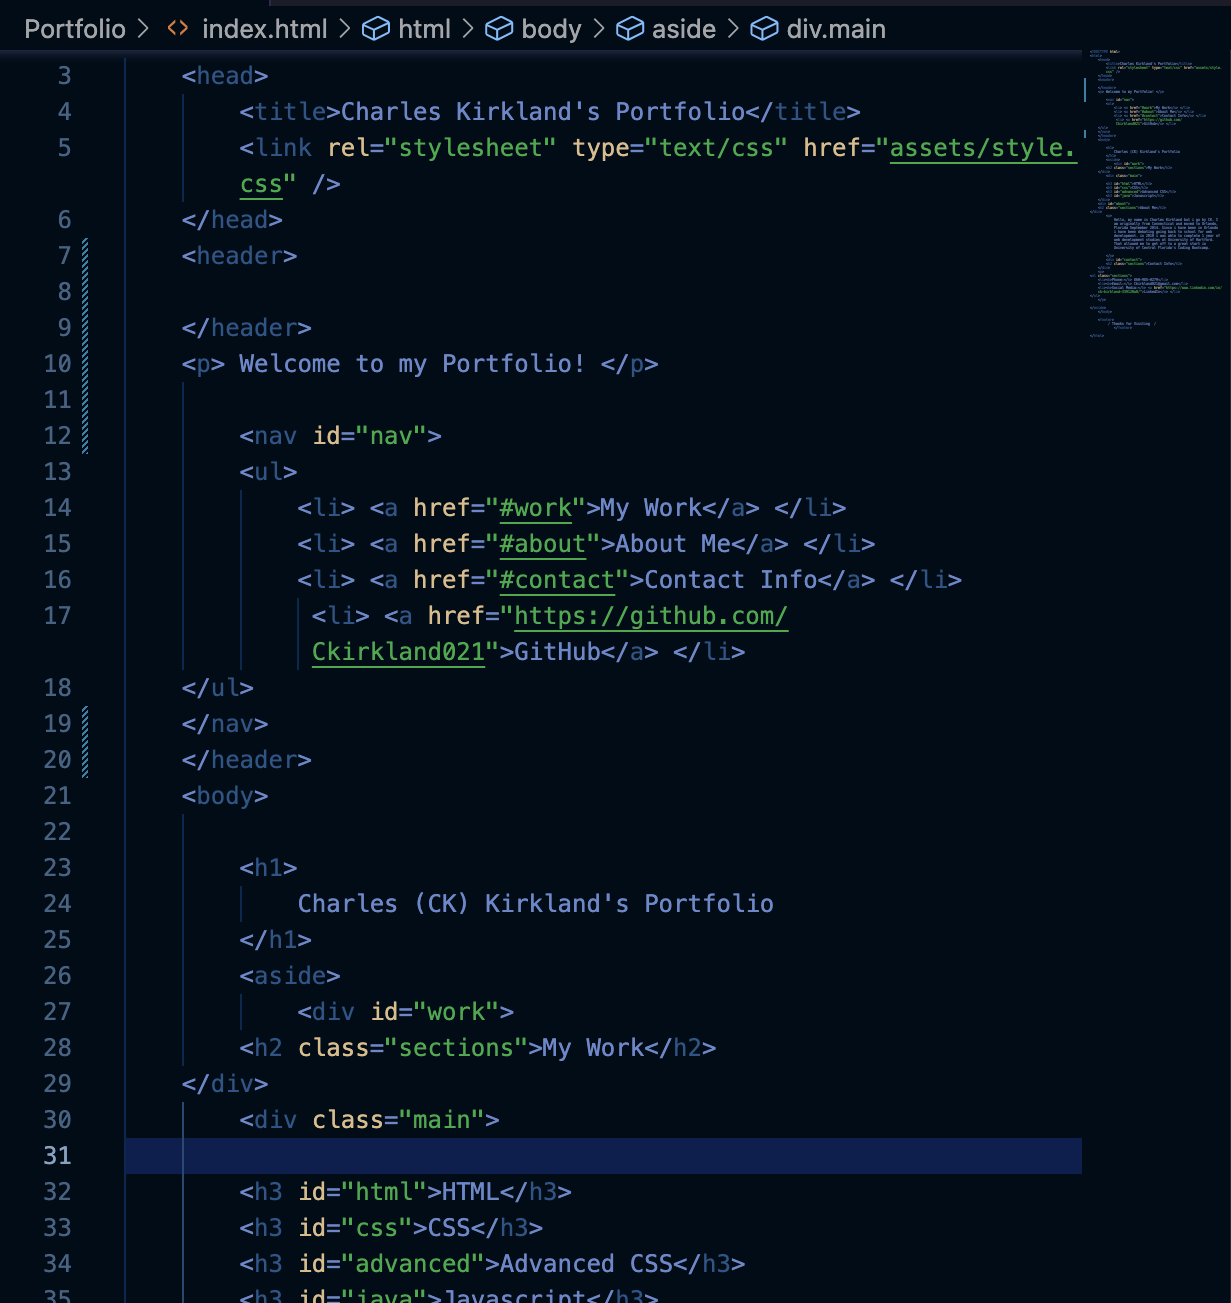 Portfolio > <> index.html > html > body > aside > div.main
3 <head>
4 <title>Charles Kirkland's Portfolio</title>
5 <link rel="stylesheet" type="text/css" href="assets/style.
css" />
6 </head>
7 <header>
8
9 </header>
10 <p> Welcome to my Portfolio! </p>
11
12 <nav id="nav">
13 <ul>
14 <li> <a href="#work">My Work</a> </li>
15 <li> <a href="#about">About Me</a> </li>
16 <li> <a href="#contact">Contact Info</a> </li>
17 <li> <a href="https://github.com/
Ckirkland021">GitHub</a> </li>
18 </ul>
19 </nav>
20 </header>
21 <body>
22
23 <h1>
24 Charles (CK) Kirkland's Portfolio
25 </h1>
26 <aside>
27 <div id="work">
28 <h2 class="sections">My Work</h2>
29 </div>
30 <div class="main">
31
32 <h3 id="html">HTML</h3>
33 <h3 id="css">CSS</h3>
34 <h3 id="advanced">Advanced CSS</h3>
35 <h3 id="java">Javascript</h3>